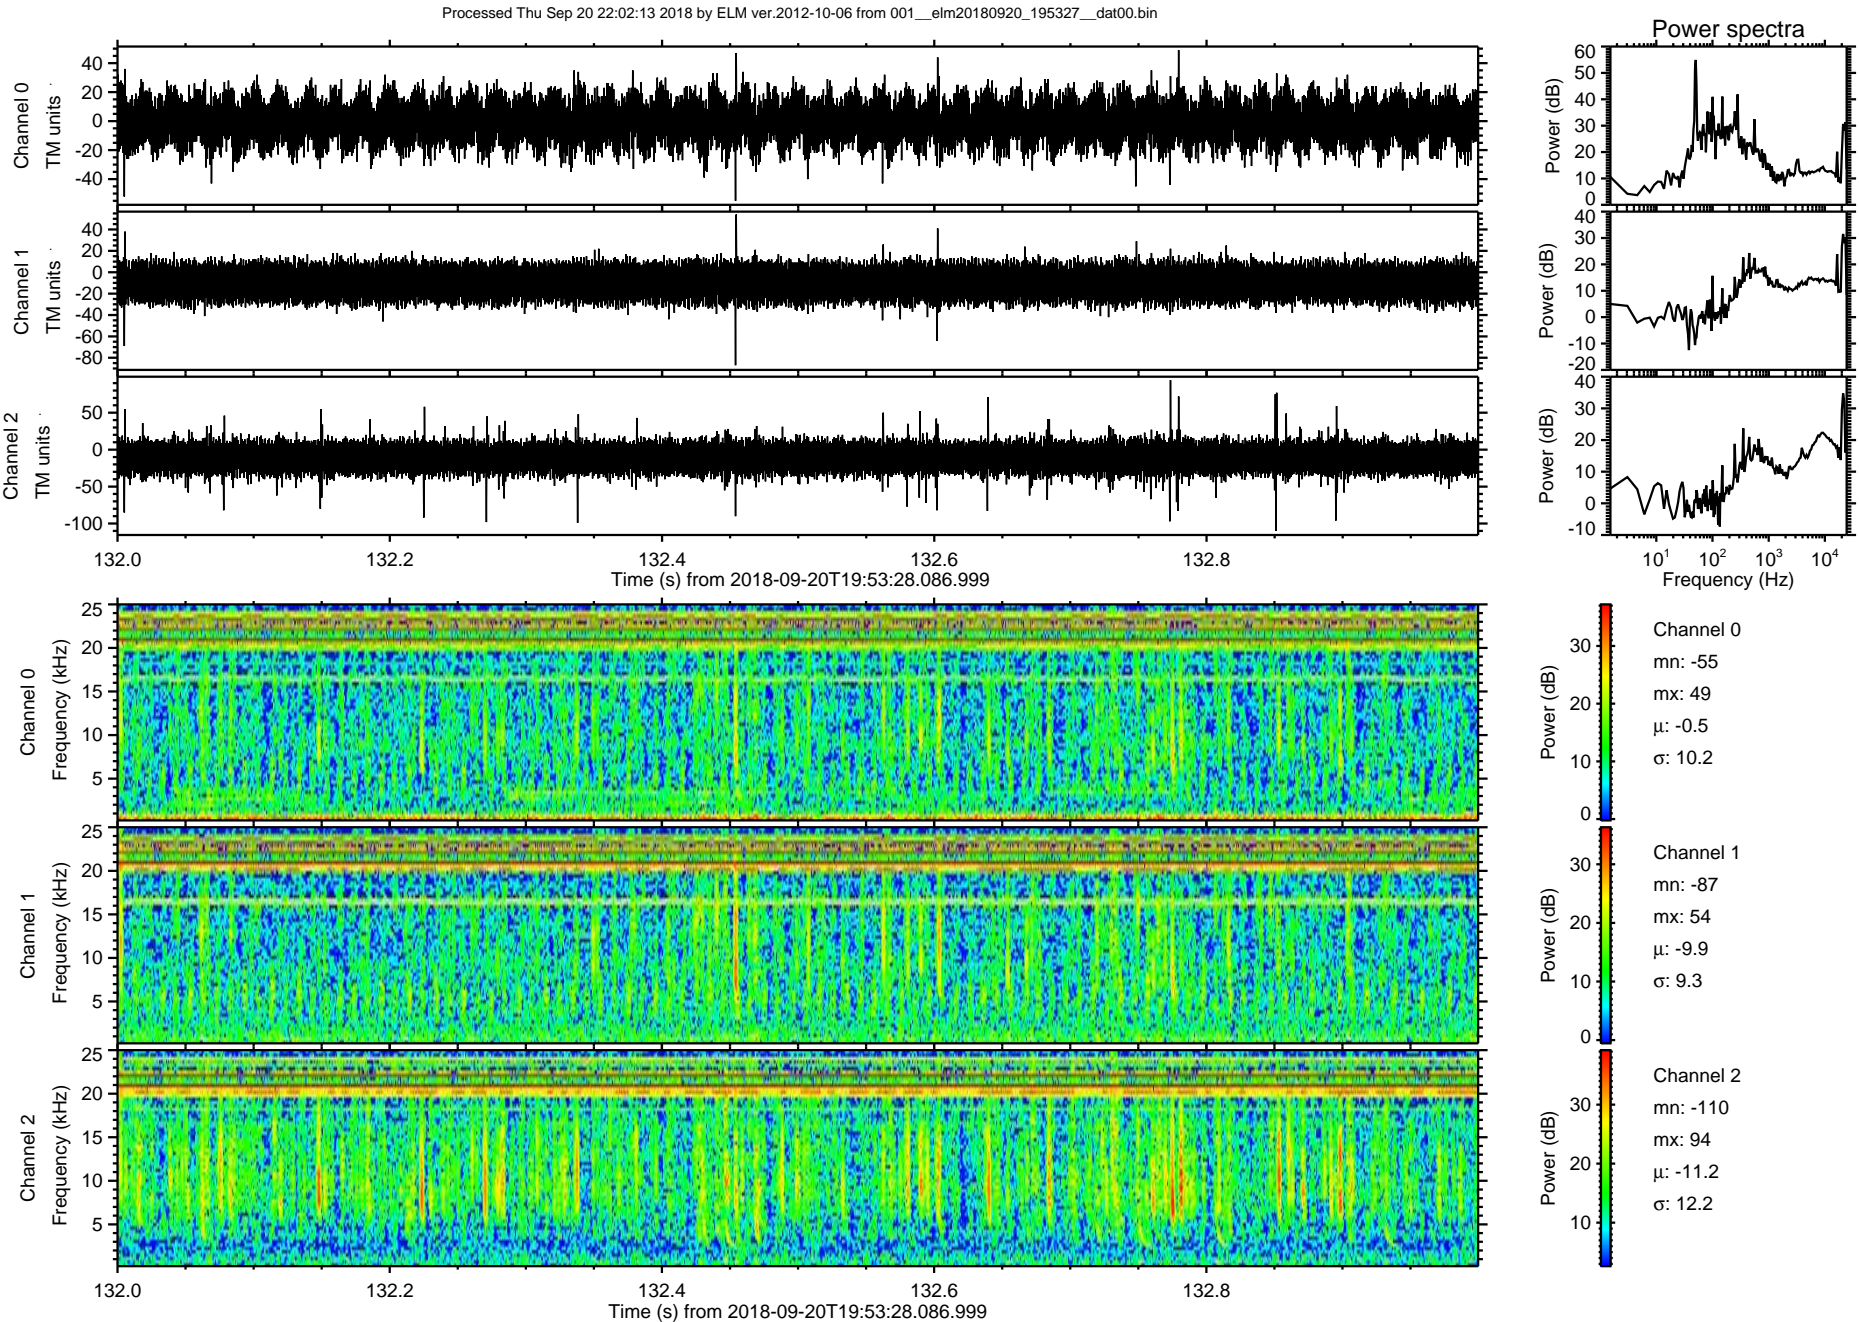 Processed Thu Sep 20 22:02:13 2018 by ELM ver.2012-10-06 from 001__elm20180920_195327__dat00.bin
Power spectra
Channel 0
TM units
40
20
0
-20
-40
Power (dB)
60
50
40
30
20
10
0
Channel 1
TM units
40
20
0
-20
-40
-60
-80
Power (dB)
40
30
20
10
0
-10
-20
Channel 2
TM units
50
0
-50
-100
Power (dB)
40
30
20
10
0
-10
132.0 132.2 132.4 132.6 132.8
Time (s) from 2018-09-20T19:53:28.086.999
10¹ 10² 10³ 10⁴
Frequency (Hz)
Channel 0
Frequency (kHz)
25
20
15
10
5
Power (dB)
30
20
10
0
Channel 0
mn: -55
mx: 49
μ: -0.5
σ: 10.2
Channel 1
Frequency (kHz)
25
20
15
10
5
Power (dB)
30
20
10
0
Channel 1
mn: -87
mx: 54
μ: -9.9
σ: 9.3
Channel 2
Frequency (kHz)
25
20
15
10
5
Power (dB)
30
20
10
Channel 2
mn: -110
mx: 94
μ: -11.2
σ: 12.2
132.0 132.2 132.4 132.6 132.8
Time (s) from 2018-09-20T19:53:28.086.999